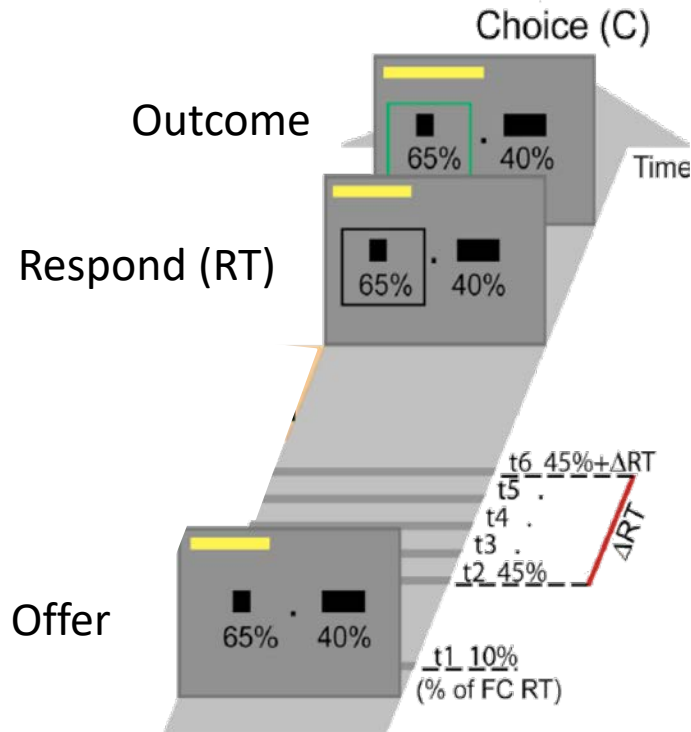 Choice (C)
Outcome
65% 40%
Time
Respond (RT)
65% 40%
t6 45%+ΔRT
t5 .
t4 .
t3 .
t2 45%
ΔRT
Offer
65% 40%
t1 10%
(% of FC RT)